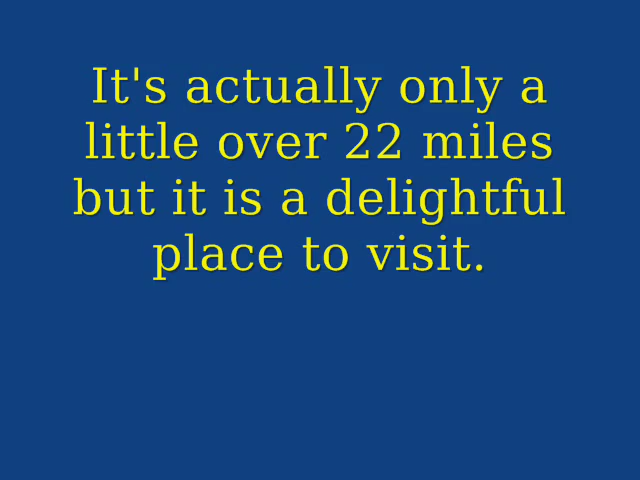 It's actually only a
little over 22 miles
but it is a delightful
place to visit.